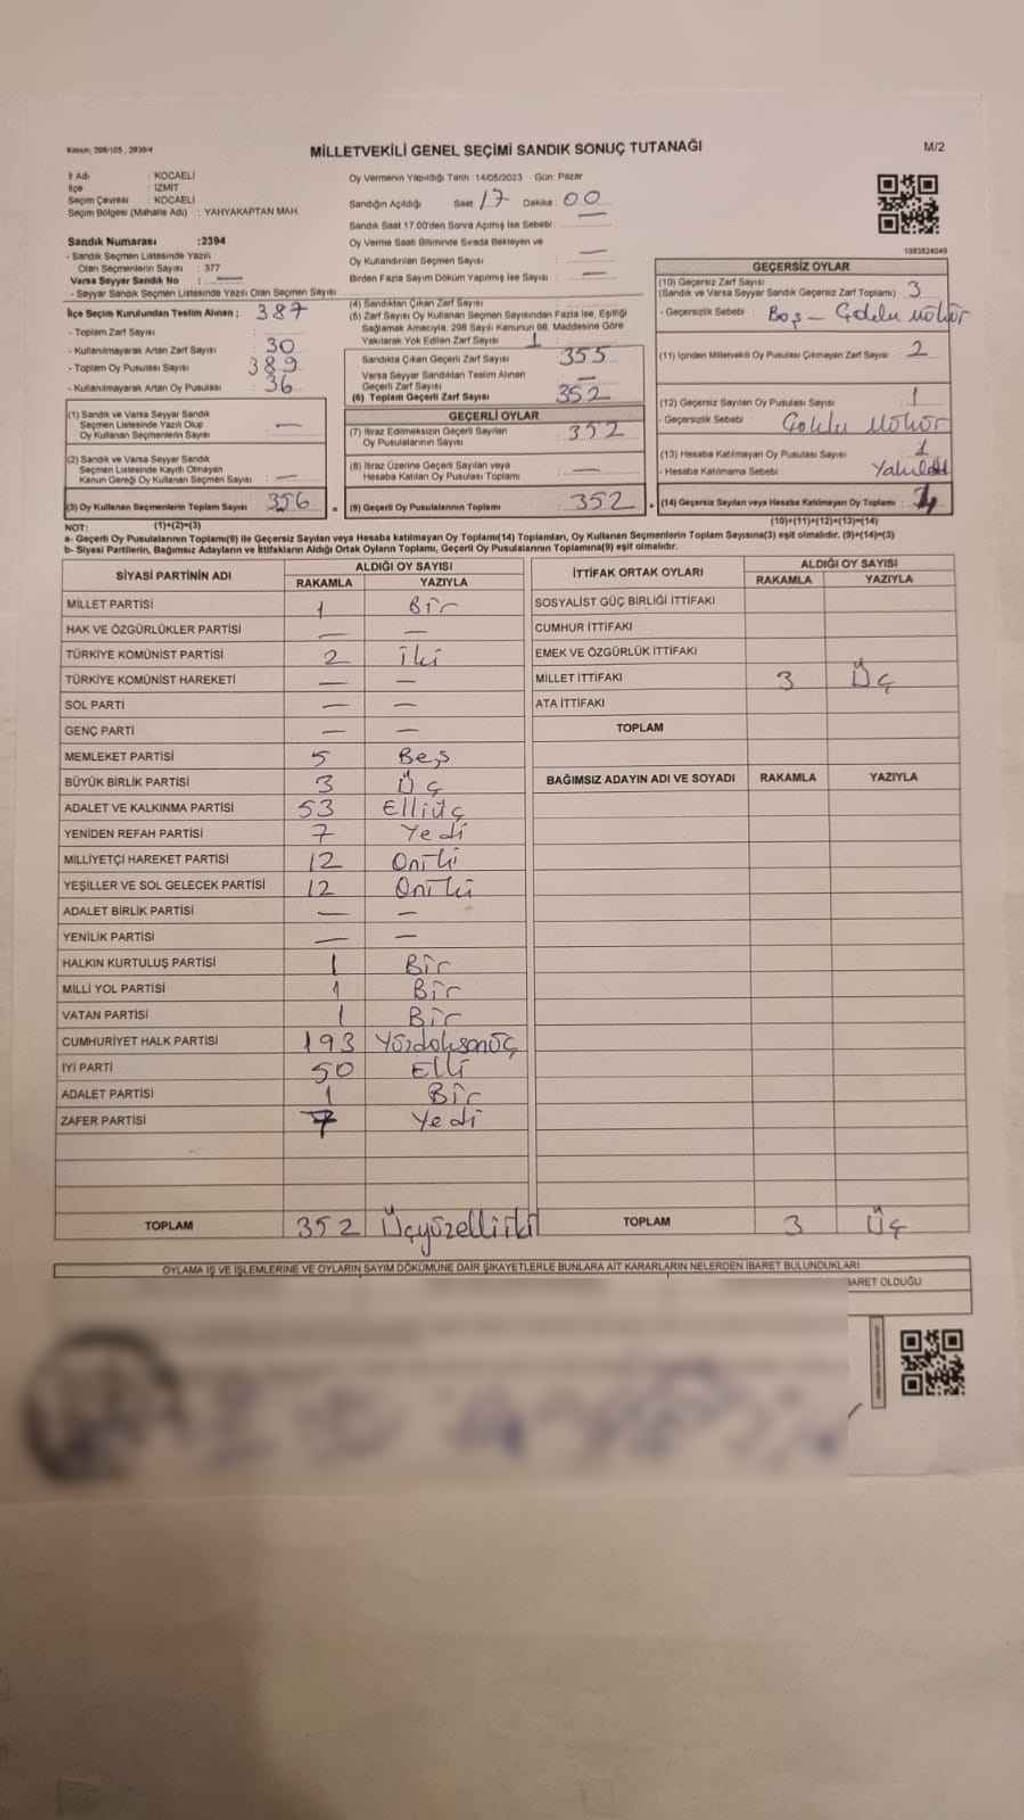 MİLLETVEKİLİ GENEL SEÇİMİ SANDIK SONUÇ TUTANAĞI
M/2
İl Adı : KOCAELİ
İlçe : İZMİT
Seçim Çevresi : KOCAELİ
Seçim Bölgesi (Mahalle Adı) : YAHYAKAPTAN MAH.
Sandık Numarası :2394
- Sandık Seçmen Listesinde Yazılı
Olan Seçmenlerin Sayısı : 377
Varsa Seyyar Sandık No : —
- Seyyar Sandık Seçmen Listesinde Yazılı Olan Seçmen Sayısı
İlçe Seçim Kurulundan Teslim Alınan ; 387
- Toplam Zarf Sayısı
- Kullanılmayarak Artan Zarf Sayısı 30
- Toplam Oy Pusulası Sayısı 389
- Kullanılmayarak Artan Oy Pusulası 36
(1) Sandık ve Varsa Seyyar Sandık
Seçmen Listesinde Yazılı Olup
Oy Kullanan Seçmenlerin Sayısı —
(2) Sandık ve Varsa Seyyar Sandık
Seçmen Listesinde Kayıtlı Olmayan
Kanun Gereği Oy Kullanan Seçmen Sayısı —
(3) Oy Kullanan Seçmenlerin Toplam Sayısı 356
Oy Vermenin Yapıldığı Tarih :14/05/2023 Gün: Pazar
Sandığın Açıldığı Saat 17 Dakika 00
Sandık Saat 17.00'den Sonra Açılmış İse Sebebi —
Oy Verme Saati Bitiminde Sırada Bekleyen ve
Oy Kullandırılan Seçmen Sayısı —
Birden Fazla Sayım Döküm Yapılmış İse Sayısı —
(4) Sandıktan Çıkan Zarf Sayısı
(5) Zarf Sayısı Oy Kullanan Seçmen Sayısından Fazla İse, Eşitliği
Sağlamak Amacıyla, 298 Sayılı Kanunun 98. Maddesine Göre
Yakılarak Yok Edilen Zarf Sayısı 1
Sandıkta Çıkan Geçerli Zarf Sayısı 355
Varsa Seyyar Sandıktan Teslim Alınan
Geçerli Zarf Sayısı —
(6) Toplam Geçerli Zarf Sayısı 352
GEÇERLİ OYLAR
(7) İtiraz Edilmeksizin Geçerli Sayılan
Oy Pusulalarının Sayısı 352
(8) İtiraz Üzerine Geçerli Sayılan veya
Hesaba Katılan Oy Pusulası Toplamı —
(9) Geçerli Oy Pusulalarının Toplamı 352
1083824049
GEÇERSİZ OYLAR
(10) Geçersiz Zarf Sayısı
(Sandık ve Varsa Seyyar Sandık Geçersiz Zarf Toplamı) 3
- Geçersizlik Sebebi : Boş -
(11) İçinden Milletvekili Oy Pusulası Çıkmayan Zarf Sayısı 2
(12) Geçersiz Sayılan Oy Pusulası Sayısı 1
- Geçersizlik Sebebi
(13) Hesaba Katılmayan Oy Pusulası Sayısı 1
- Hesaba Katılmama Sebebi
(14) Geçersiz Sayılan veya Hesaba Katılmayan Oy Toplamı :
NOT: (1)+(2)=(3)
(10)+(11)+(12)+(13)=(14)
a- Geçerli Oy Pusulalarının Toplamı(9) ile Geçersiz Sayılan veya Hesaba katılmayan Oy Toplamı(14) Toplamları, Oy Kullanan Seçmenlerin Toplam Sayısına(3) eşit olmalıdır. (9)+(14)=(3)
b- Siyasi Partilerin, Bağımsız Adayların ve İttifakların Aldığı Ortak Oyların Toplamı, Geçerli Oy Pusulalarının Toplamına(9) eşit olmalıdır.
SİYASİ PARTİNİN ADI ALDIĞI OY SAYISI
RAKAMLA YAZIYLA
MİLLET PARTİSİ 1 Bir
HAK VE ÖZGÜRLÜKLER PARTİSİ — —
TÜRKİYE KOMÜNİST PARTİSİ 2 İki
TÜRKİYE KOMÜNİST HAREKETİ — —
SOL PARTİ — —
GENÇ PARTİ — —
MEMLEKET PARTİSİ 5 Beş
BÜYÜK BİRLİK PARTİSİ 3 Üç
ADALET VE KALKINMA PARTİSİ 53 Elliüç
YENİDEN REFAH PARTİSİ 7 Yedi
MİLLİYETÇİ HAREKET PARTİSİ 12 Oniki
YEŞİLLER VE SOL GELECEK PARTİSİ 12 Oniki
ADALET BİRLİK PARTİSİ — —
YENİLİK PARTİSİ — —
HALKIN KURTULUŞ PARTİSİ 1 Bir
MİLLİ YOL PARTİSİ 1 Bir
VATAN PARTİSİ 1 Bir
CUMHURİYET HALK PARTİSİ 193 Yüzdoksanüç
İYİ PARTİ 50 Elli
ADALET PARTİSİ 1 Bir
ZAFER PARTİSİ 7 Yedi
TOPLAM 352 Üçyüzelliiki
İTTİFAK ORTAK OYLARI ALDIĞI OY SAYISI
RAKAMLA YAZIYLA
SOSYALİST GÜÇ BİRLİĞİ İTTİFAKI
CUMHUR İTTİFAKI
EMEK VE ÖZGÜRLÜK İTTİFAKI
MİLLET İTTİFAKI 3 Üç
ATA İTTİFAKI
TOPLAM
BAĞIMSIZ ADAYIN ADI VE SOYADI RAKAMLA YAZIYLA
TOPLAM 3 Üç
OYLAMA İŞ VE İŞLEMLERİNE VE OYLARIN SAYIM DÖKÜMÜNE DAİR ŞİKAYETLERLE BUNLARA AİT KARARLARIN NELERDEN İBARET BULUNDUKLARI
BARET OLDUĞU